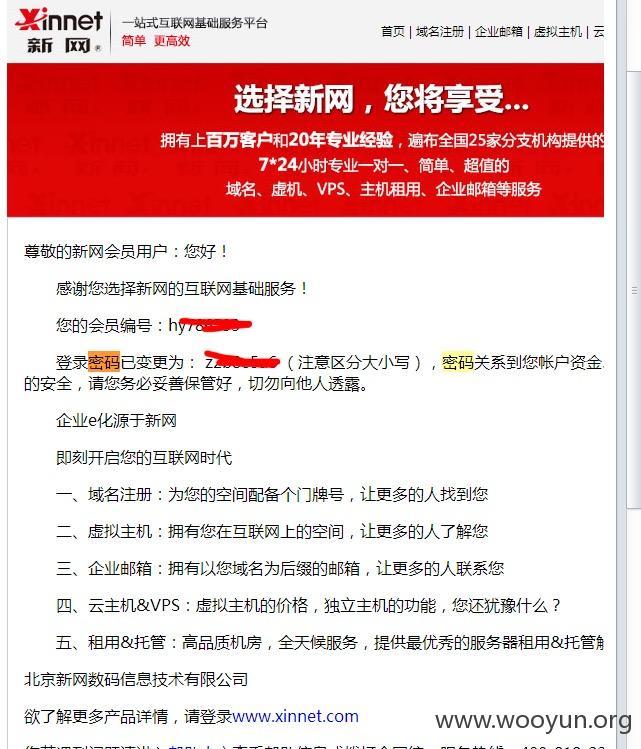 Xinnet
新 网®
一站式互联网基础服务平台
简单 更高效
首页 | 域名注册 | 企业邮箱 | 虚拟主机 | 云
选择新网，您将享受...
拥有上百万客户和20年专业经验，遍布全国25家分支机构提供的
7*24小时专业一对一、简单、超值的
域名、虚机、VPS、主机租用、企业邮箱等服务
尊敬的新网会员用户：您好！
感谢您选择新网的互联网基础服务！
您的会员编号：
登录密码已变更为：（注意区分大小写），密码关系到您帐户资金
的安全，请您务必妥善保管好，切勿向他人透露。
企业e化源于新网
即刻开启您的互联网时代
一、域名注册：为您的空间配备个门牌号，让更多的人找到您
二、虚拟主机：拥有您在互联网上的空间，让更多的人了解您
三、企业邮箱：拥有以您域名为后缀的邮箱，让更多的人联系您
四、云主机&VPS：虚拟主机的价格，独立主机的功能，您还犹豫什么？
五、租用&托管：高品质机房，全天候服务，提供最优秀的服务器租用&托管解
北京新网数码信息技术有限公司
欲了解更多产品详情，请登录www.xinnet.com
www.wooyun.org